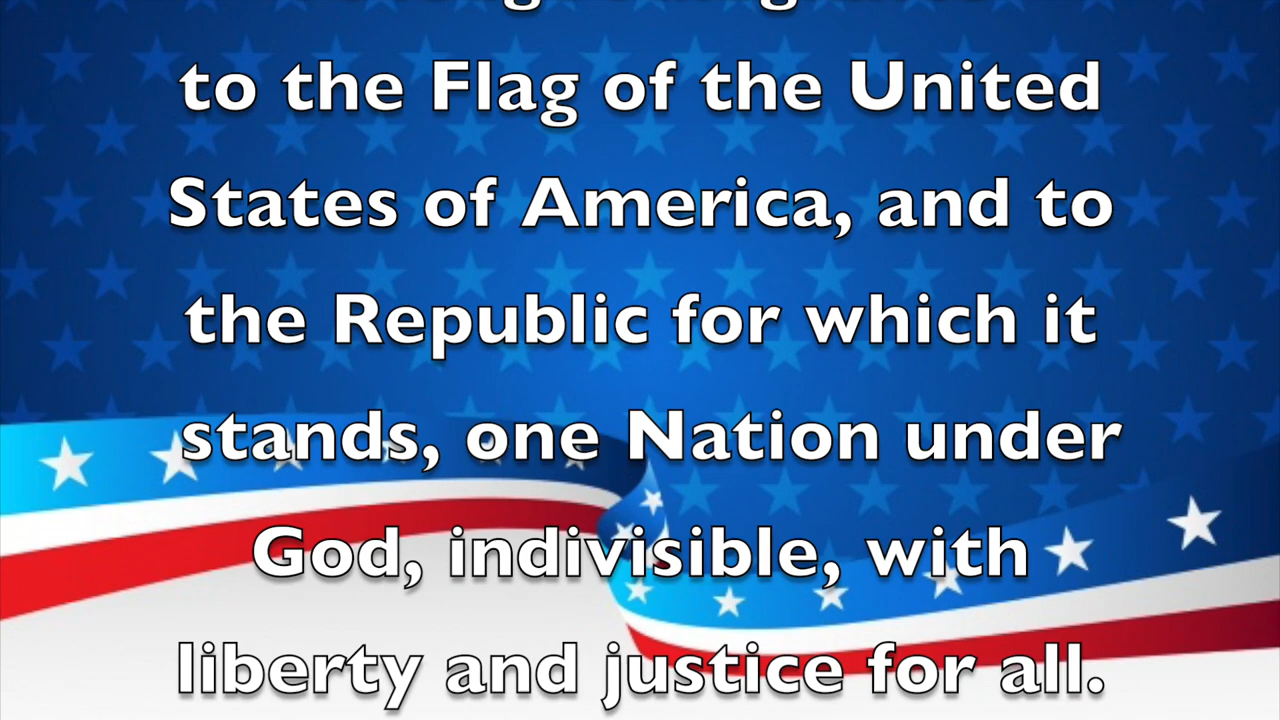 to the Flag of the United
States of America, and to
the Republic for which it
stands, one Nation under
God, indivisible, with
liberty and justice for all.